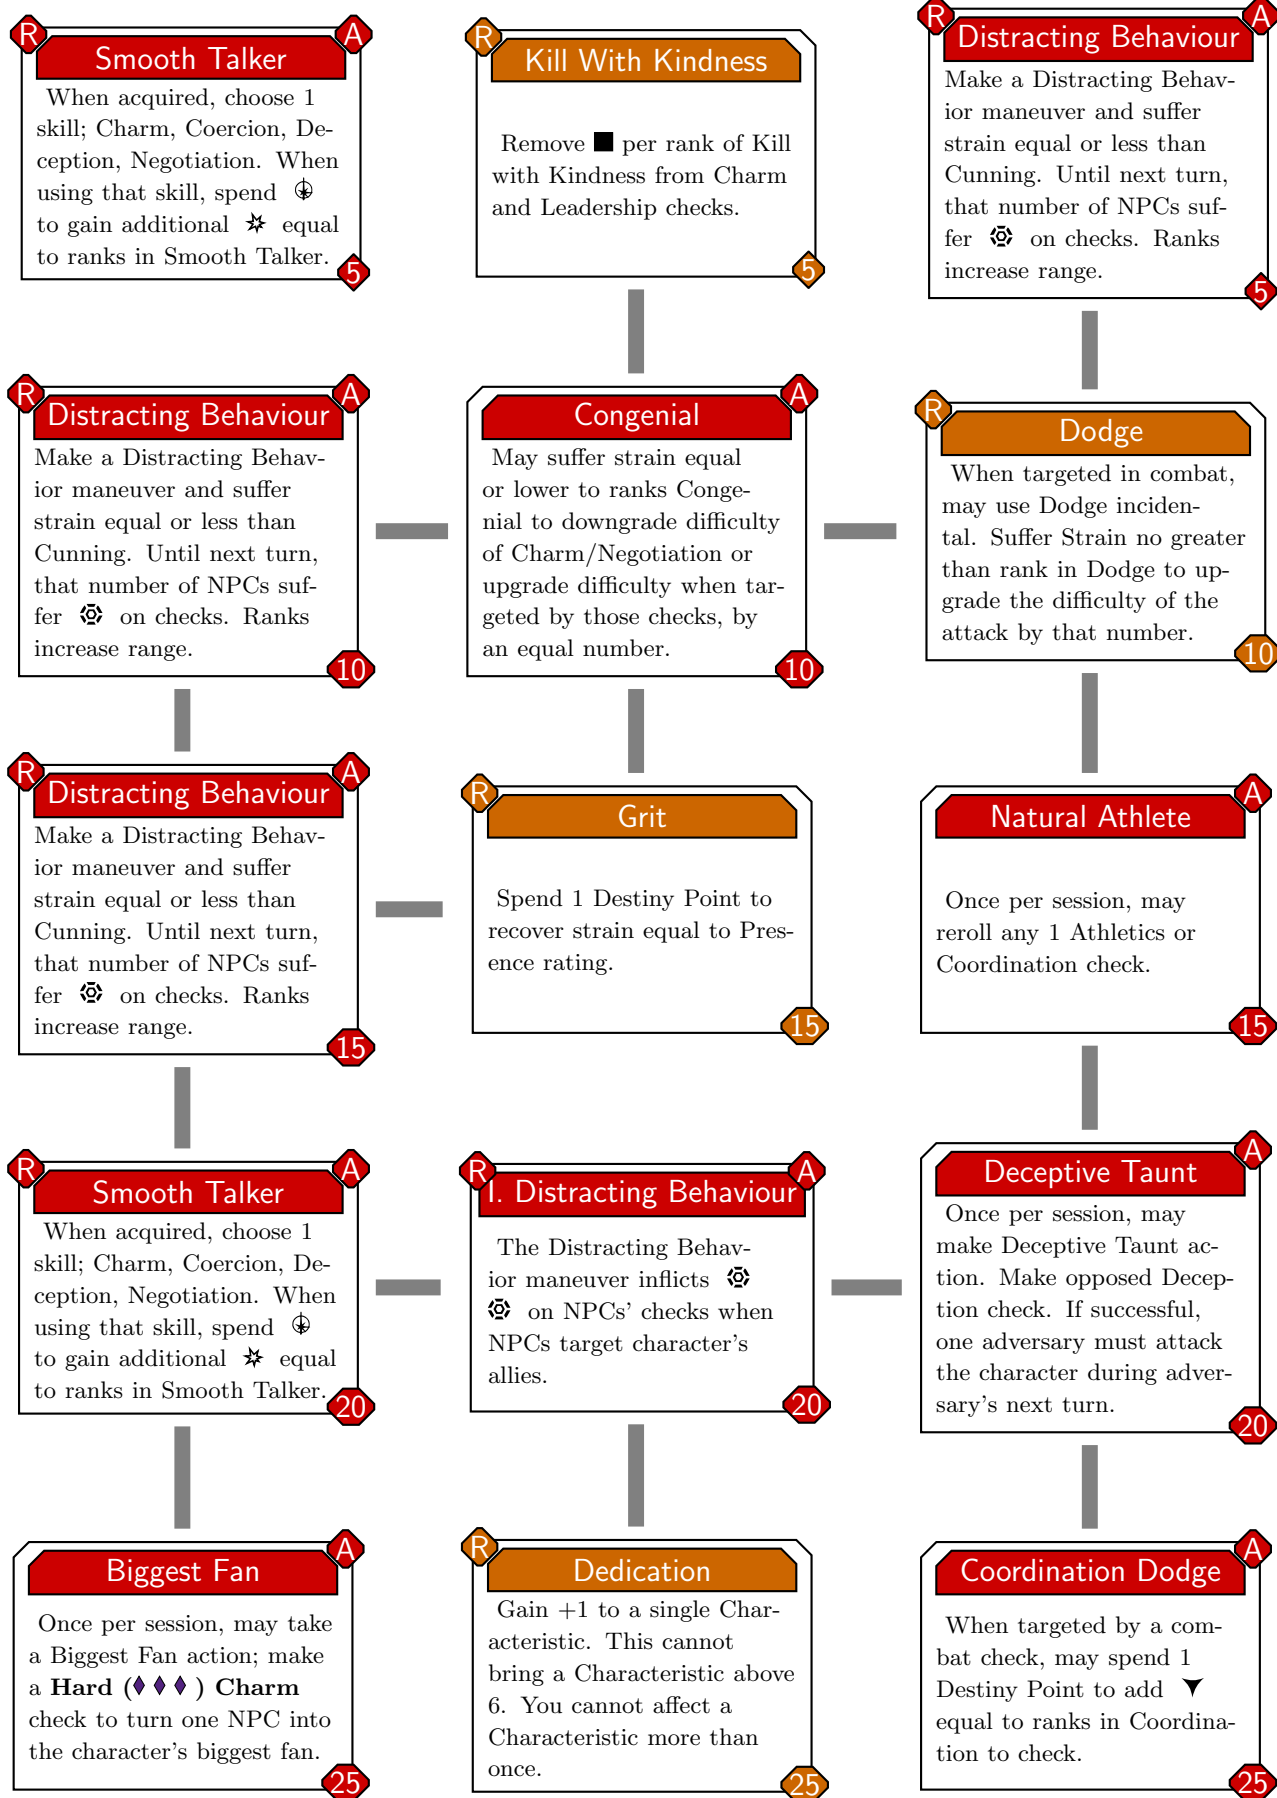 R
A
Smooth Talker
When acquired, choose 1
skill; Charm, Coercion, De-
ception, Negotiation. When
using that skill, spend
to gain additional equal
to ranks in Smooth Talker.
5
R
Kill With Kindness
Remove ■ per rank of Kill
with Kindness from Charm
and Leadership checks.
5
R
A
Distracting Behaviour
Make a Distracting Behav-
ior maneuver and suffer
strain equal or less than
Cunning. Until next turn,
that number of NPCs suf-
fer on checks. Ranks
increase range.
5
R
A
Distracting Behaviour
Make a Distracting Behav-
ior maneuver and suffer
strain equal or less than
Cunning. Until next turn,
that number of NPCs suf-
fer on checks. Ranks
increase range.
10
A
Congenial
May suffer strain equal
or lower to ranks Conge-
nial to downgrade difficulty
of Charm/Negotiation or
upgrade difficulty when tar-
geted by those checks, by
an equal number.
10
R
Dodge
When targeted in combat,
may use Dodge inciden-
tal. Suffer Strain no greater
than rank in Dodge to up-
grade the difficulty of the
attack by that number.
10
R
A
Distracting Behaviour
Make a Distracting Behav-
ior maneuver and suffer
strain equal or less than
Cunning. Until next turn,
that number of NPCs suf-
fer on checks. Ranks
increase range.
15
R
Grit
Spend 1 Destiny Point to
recover strain equal to Pres-
ence rating.
15
A
Natural Athlete
Once per session, may
reroll any 1 Athletics or
Coordination check.
15
R
A
Smooth Talker
When acquired, choose 1
skill; Charm, Coercion, De-
ception, Negotiation. When
using that skill, spend
to gain additional equal
to ranks in Smooth Talker.
20
R
A
I. Distracting Behaviour
The Distracting Behav-
ior maneuver inflicts
on NPCs' checks when
NPCs target character's
allies.
20
A
Deceptive Taunt
Once per session, may
make Deceptive Taunt ac-
tion. Make opposed Decep-
tion check. If successful,
one adversary must attack
the character during adver-
sary's next turn.
20
A
Biggest Fan
Once per session, may take
a Biggest Fan action; make
a Hard (♦♦♦) Charm
check to turn one NPC into
the character's biggest fan.
25
R
Dedication
Gain +1 to a single Char-
acteristic. This cannot
bring a Characteristic above
6. You cannot affect a
Characteristic more than
once.
25
A
Coordination Dodge
When targeted by a com-
bat check, may spend 1
Destiny Point to add
equal to ranks in Coordina-
tion to check.
25